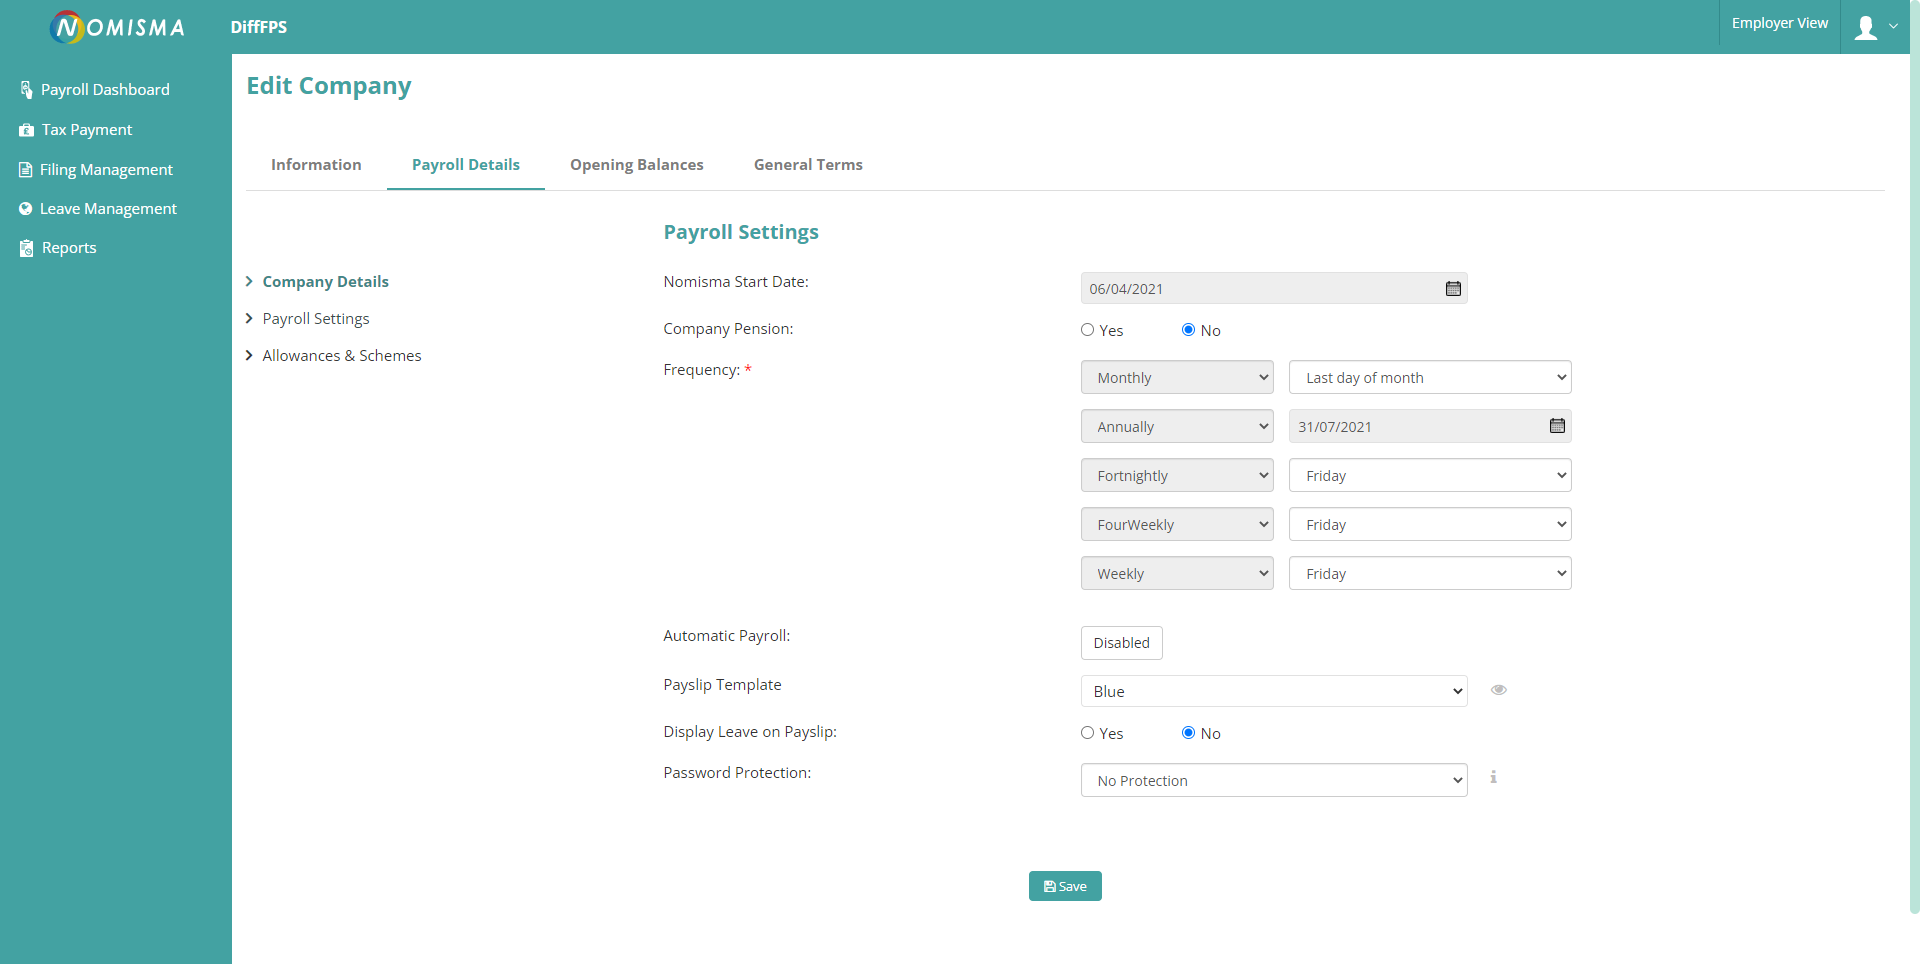 NOMISMA
DiffFPS
Employer View
Payroll Dashboard
Tax Payment
Filing Management
Leave Management
Reports
Edit Company
Information
Payroll Details
Opening Balances
General Terms
Company Details
Payroll Settings
Allowances & Schemes
Payroll Settings
Nomisma Start Date:
06/04/2021
Company Pension:
Yes
No
Frequency: *
Monthly
Last day of month
Annually
31/07/2021
Fortnightly
Friday
FourWeekly
Friday
Weekly
Friday
Automatic Payroll:
Disabled
Payslip Template
Blue
Display Leave on Payslip:
Yes
No
Password Protection:
No Protection
Save